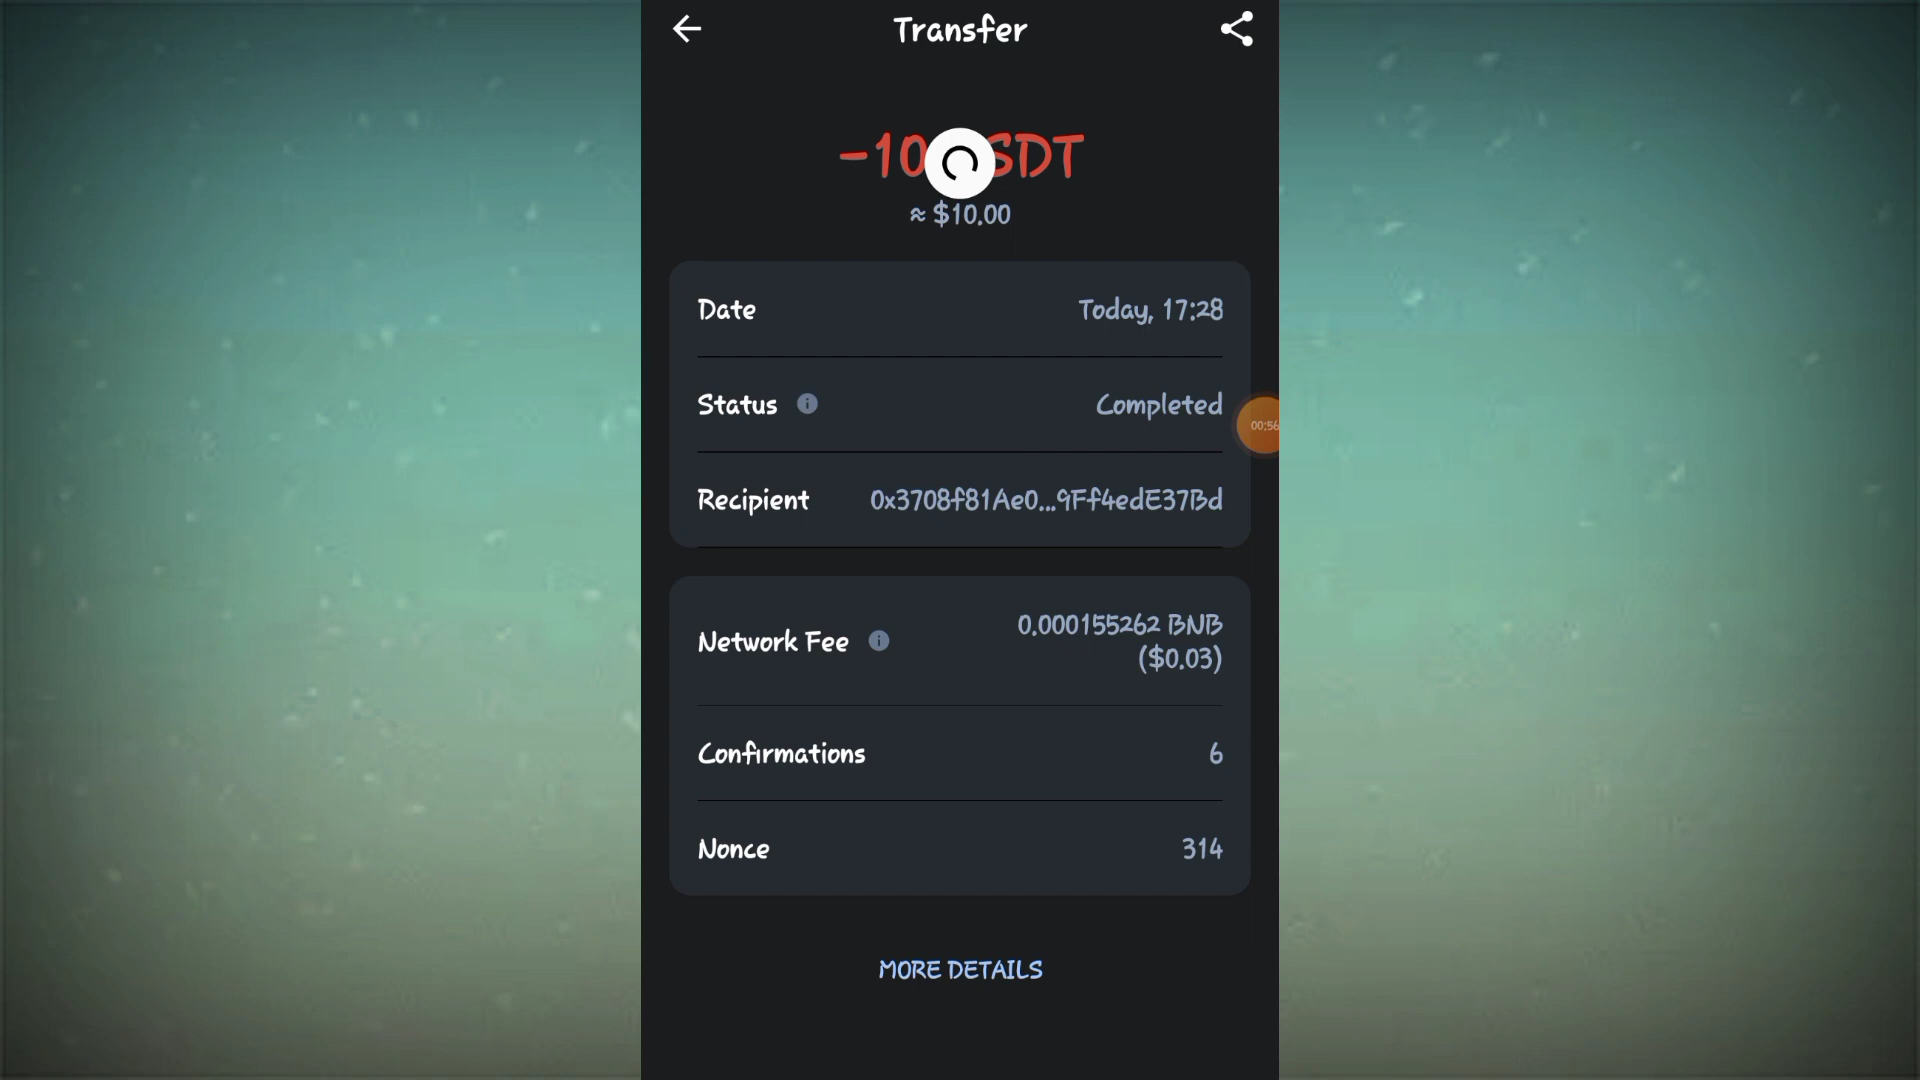 Transfer
-10 SDT
≈ $10.00
Date Today, 17:28
Status Completed
00:56
Recipient 0x3708f81Ae0...9Ff4edE37Bd
Network Fee 0.000155262 BNB
($0.03)
Confirmations 6
Nonce 314
MORE DETAILS